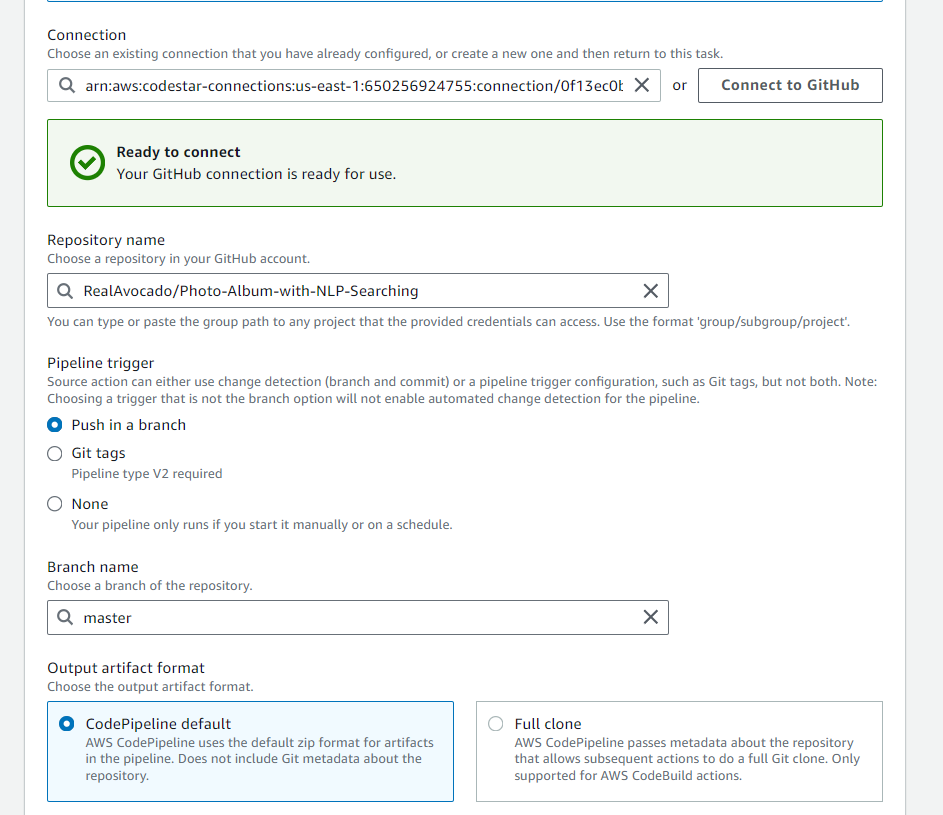 Connection
Choose an existing connection that you have already configured, or create a new one and then return to this task.
arn:aws:codestar-connections:us-east-1:650256924755:connection/0f13ec0b
or
Connect to GitHub
Ready to connect
Your GitHub connection is ready for use.
Repository name
Choose a repository in your GitHub account.
RealAvocado/Photo-Album-with-NLP-Searching
You can type or paste the group path to any project that the provided credentials can access. Use the format 'group/subgroup/project'.
Pipeline trigger
Source action can either use change detection (branch and commit) or a pipeline trigger configuration, such as Git tags, but not both. Note:
Choosing a trigger that is not the branch option will not enable automated change detection for the pipeline.
Push in a branch
Git tags
Pipeline type V2 required
None
Your pipeline only runs if you start it manually or on a schedule.
Branch name
Choose a branch of the repository.
master
Output artifact format
Choose the output artifact format.
CodePipeline default
AWS CodePipeline uses the default zip format for artifacts
in the pipeline. Does not include Git metadata about the
repository.
Full clone
AWS CodePipeline passes metadata about the repository
that allows subsequent actions to do a full Git clone. Only
supported for AWS CodeBuild actions.